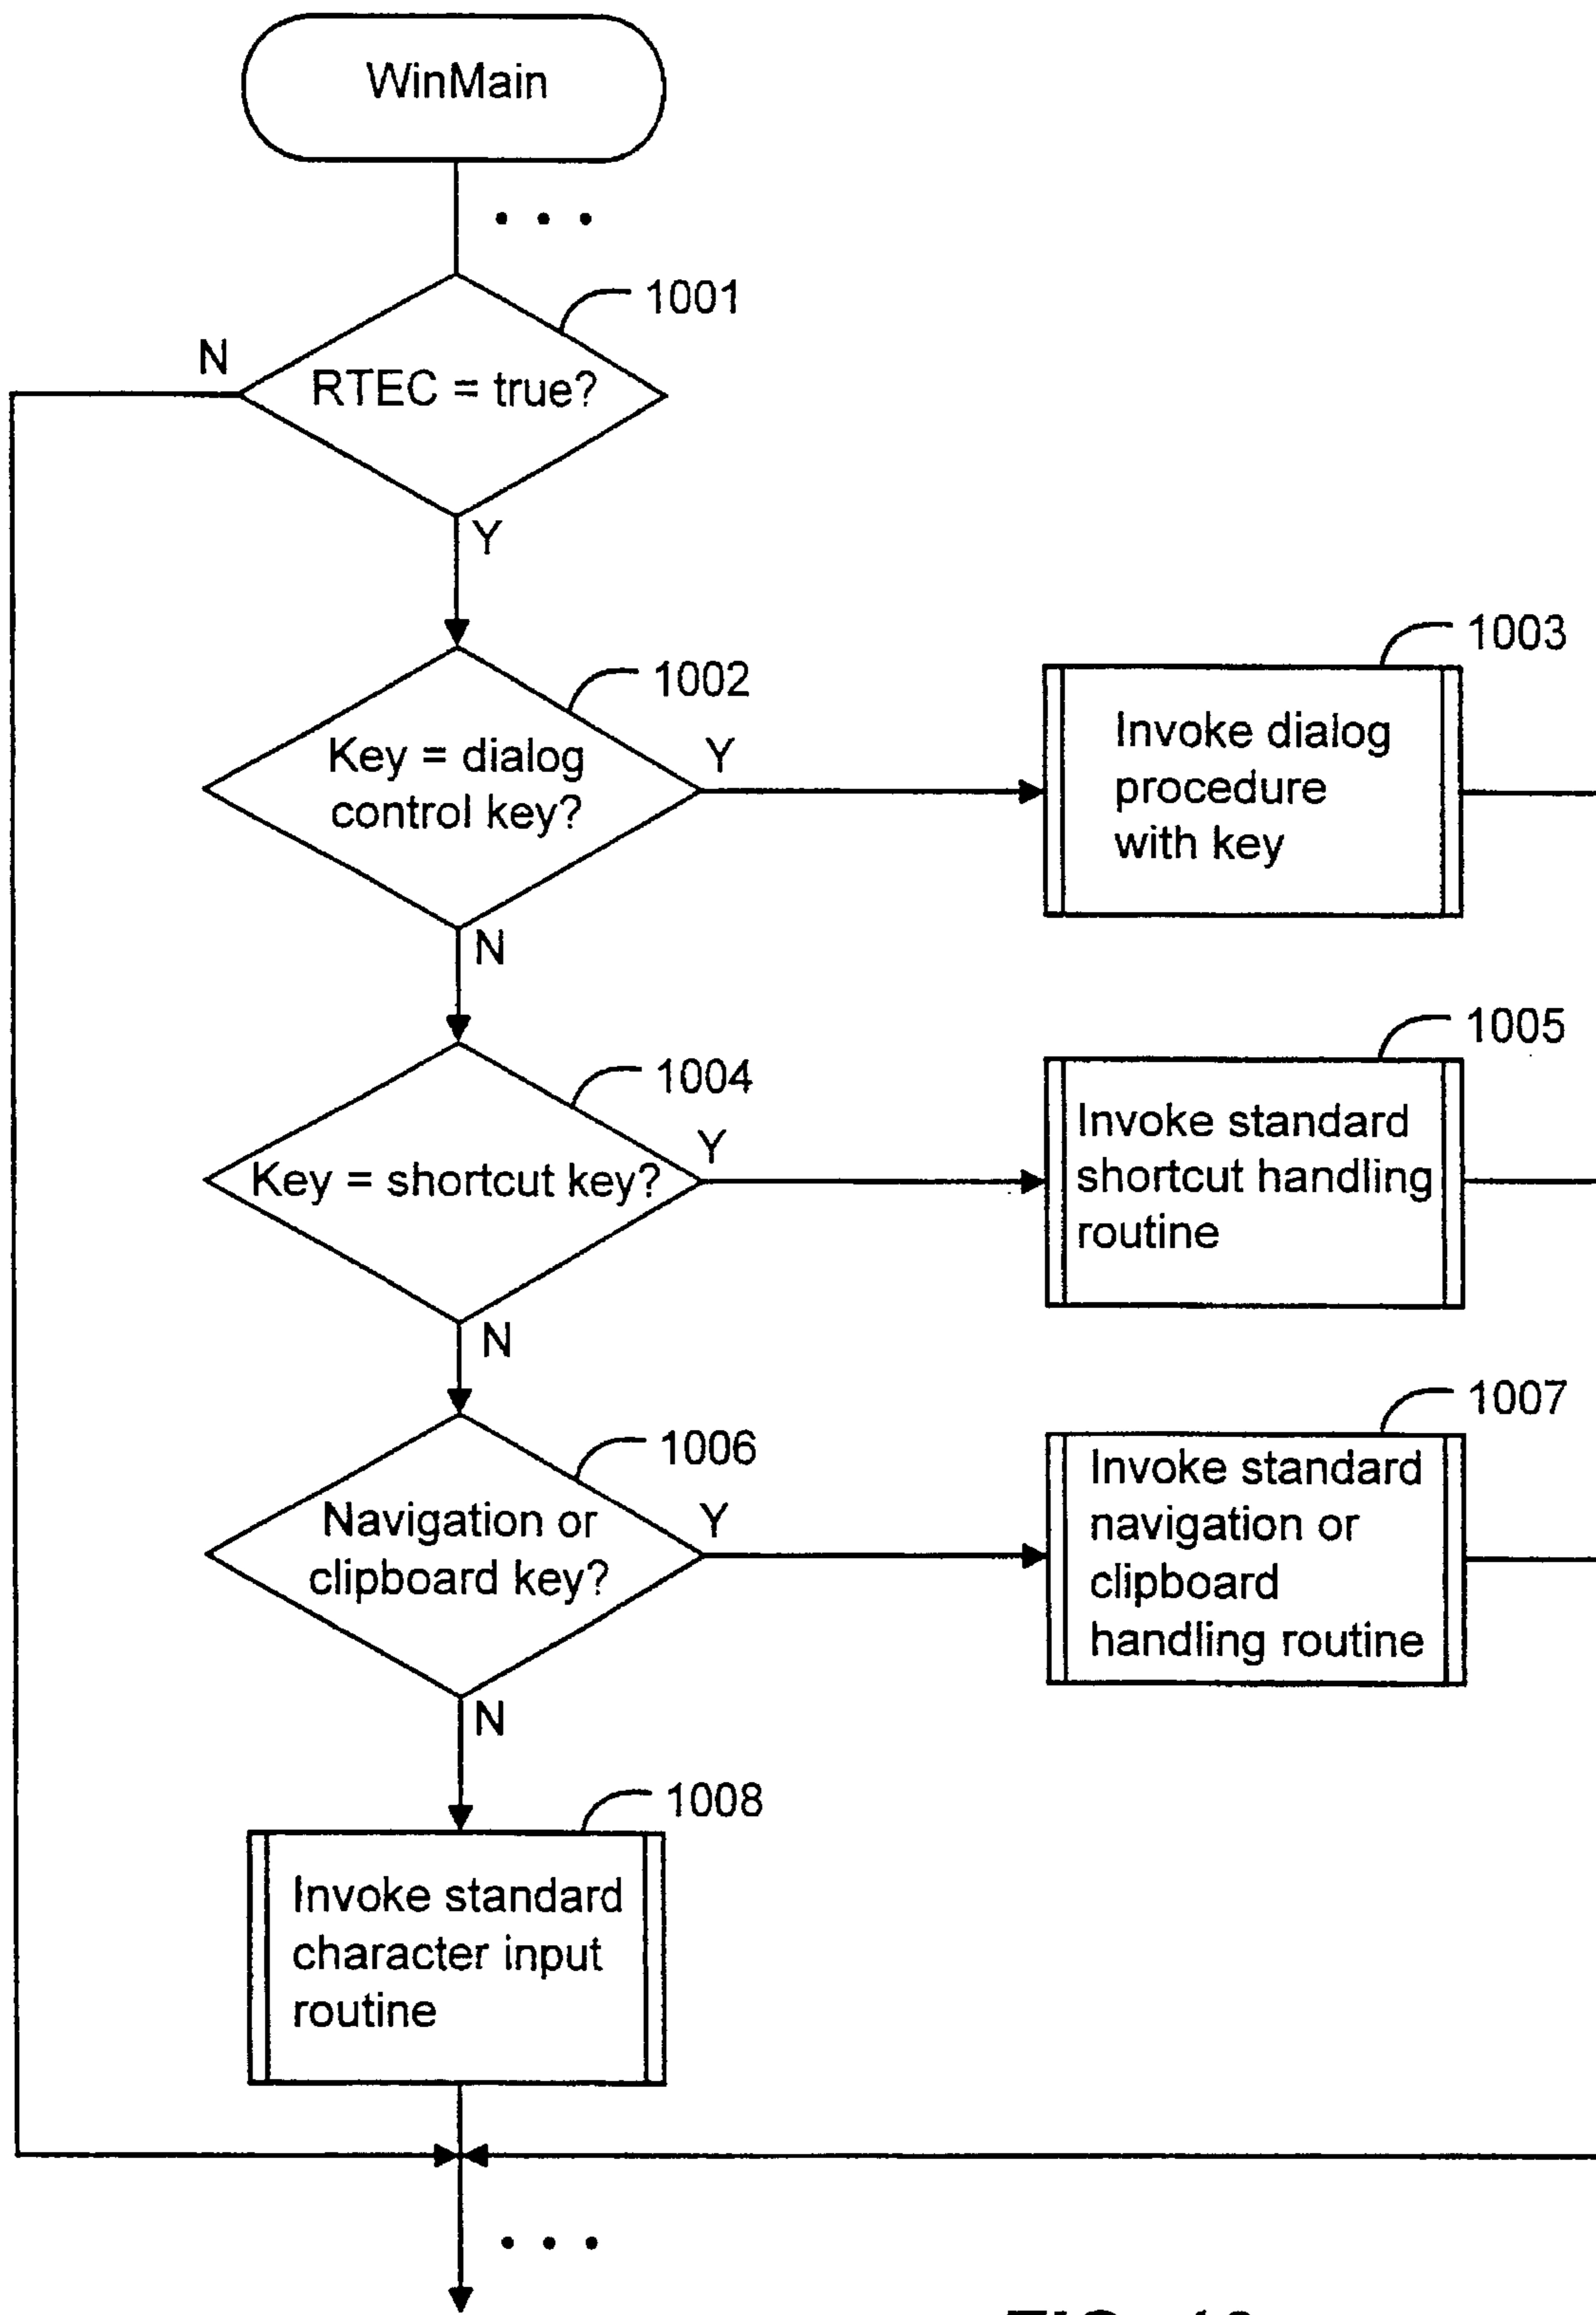 WinMain
. . .
1001
N
RTEC = true?
Y
1002
Key = dialog
control key?
Y
1003
Invoke dialog
procedure
with key
N
1004
Key = shortcut key?
Y
1005
Invoke standard
shortcut handling
routine
N
1006
Navigation or
clipboard key?
Y
1007
Invoke standard
navigation or
clipboard
handling routine
N
1008
Invoke standard
character input
routine
. . .